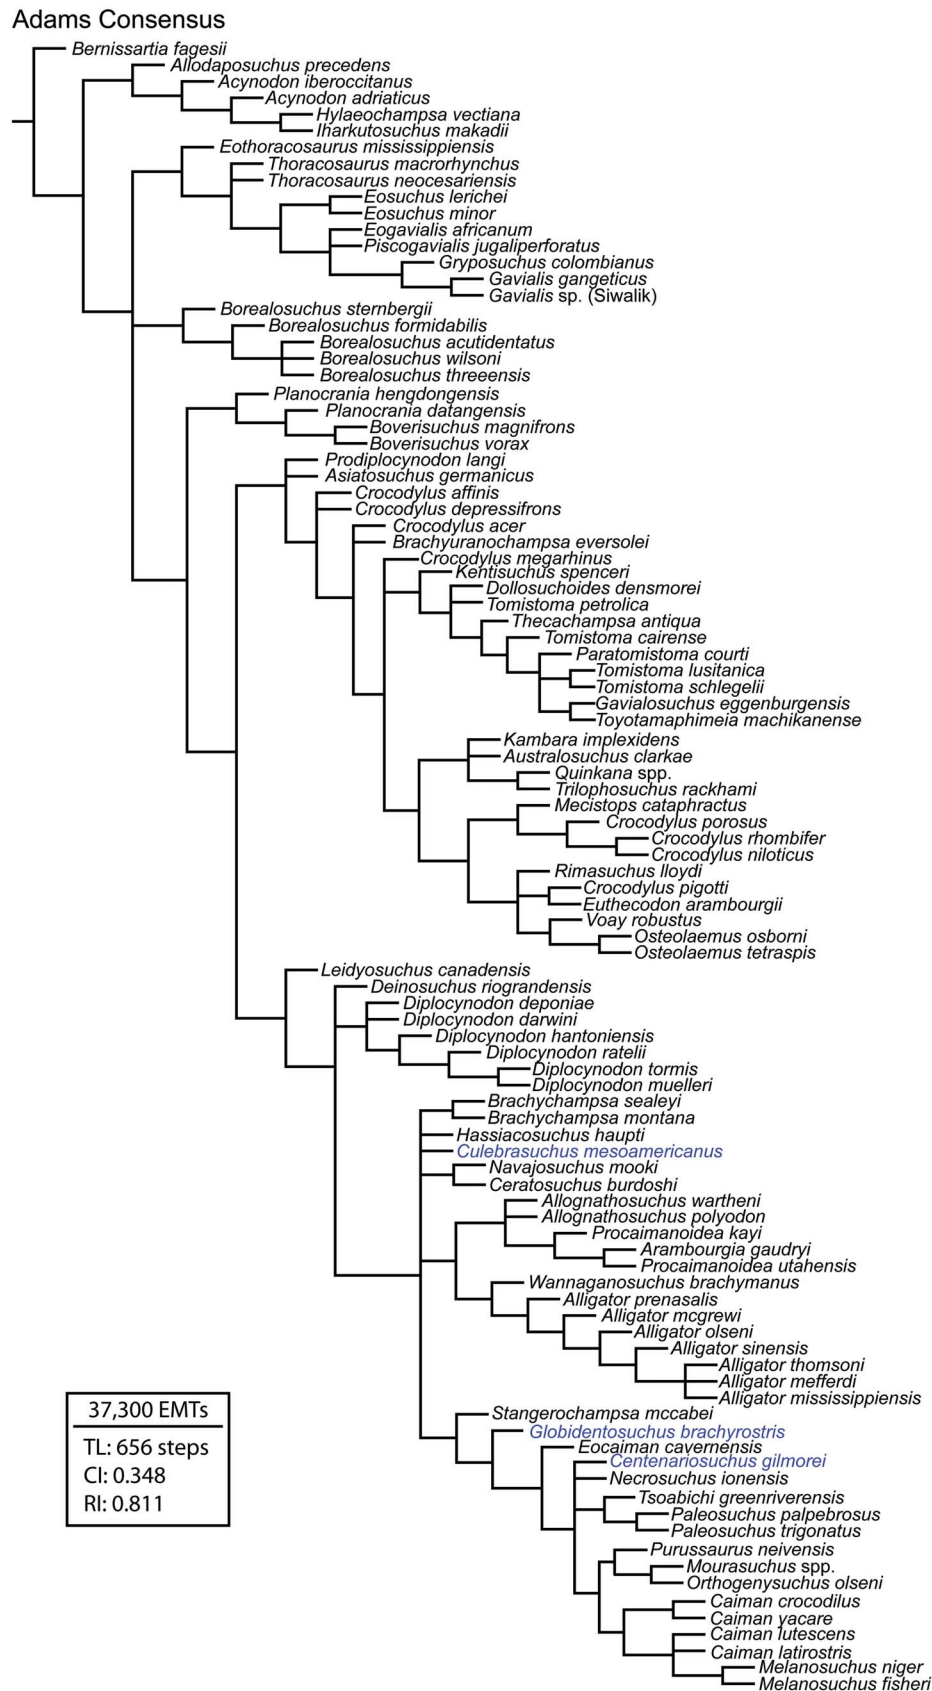 Adams Consensus
Bernissartia fagesii
Allodaposuchus precedens
Acynodon iberoccitanus
Acynodon adriaticus
Hylaeochampsa vectiana
Iharkutosuchus makadii
Eothoracosaurus mississippiensis
Thoracosaurus macrorhynchus
Thoracosaurus neocesariensis
Eosuchus lerichei
Eosuchus minor
Eogavialis africanum
Piscogavialis jugaliperforatus
Gryposuchus colombianus
Gavialis gangeticus
Gavialis sp. (Siwalik)
Borealosuchus sternbergii
Borealosuchus formidabilis
Borealosuchus acutidentatus
Borealosuchus wilsoni
Borealosuchus threeensis
Planocrania hengdongensis
Planocrania datangensis
Boverisuchus magnifrons
Boverisuchus vorax
Prodiplocynodon langi
Asiatosuchus germanicus
Crocodylus affinis
Crocodylus depressifrons
Crocodylus acer
Brachyuranochampsa eversolei
Crocodylus megarhinus
Kentisuchus spenceri
Dollosuchoides densmorei
Tomistoma petrolica
Thecachampsa antiqua
Tomistoma cairense
Paratomistoma courti
Tomistoma lusitanica
Tomistoma schlegelii
Gavialosuchus eggenburgensis
Toyotamaphimeia machikanense
Kambara implexidens
Australosuchus clarkae
Quinkana spp.
Trilophosuchus rackhami
Mecistops cataphractus
Crocodylus porosus
Crocodylus rhombifer
Crocodylus niloticus
Rimasuchus lloydi
Crocodylus pigotti
Euthecodon arambourgii
Voay robustus
Osteolaemus osborni
Osteolaemus tetraspis
Leidyosuchus canadensis
Deinosuchus riograndensis
Diplocynodon deponiae
Diplocynodon darwini
Diplocynodon hantoniensis
Diplocynodon ratelii
Diplocynodon tormis
Diplocynodon muelleri
Brachychampsa sealeyi
Brachychampsa montana
Hassiacosuchus haupti
Culebrasuchus mesoamericanus
Navajosuchus mooki
Ceratosuchus burdoshi
Allognathosuchus wartheni
Allognathosuchus polyodon
Procaimanoidea kayi
Arambourgia gaudryi
Procaimanoidea utahensis
Wannaganosuchus brachymanus
Alligator prenasalis
Alligator mcgrewi
Alligator olseni
Alligator sinensis
Alligator thomsoni
Alligator mefferdi
Alligator mississippiensis
Stangerochampsa mccabei
Globidentosuchus brachyrostris
Eocaiman cavernensis
Centenariosuchus gilmorei
Necrosuchus ionensis
Tsoabichi greenriverensis
Paleosuchus palpebrosus
Paleosuchus trigonatus
Purussaurus neivensis
Mourasuchus spp.
Orthogenysuchus olseni
Caiman crocodilus
Caiman yacare
Caiman lutescens
Caiman latirostris
Melanosuchus niger
Melanosuchus fisheri
37,300 EMTs
TL: 656 steps
CI: 0.348
RI: 0.811